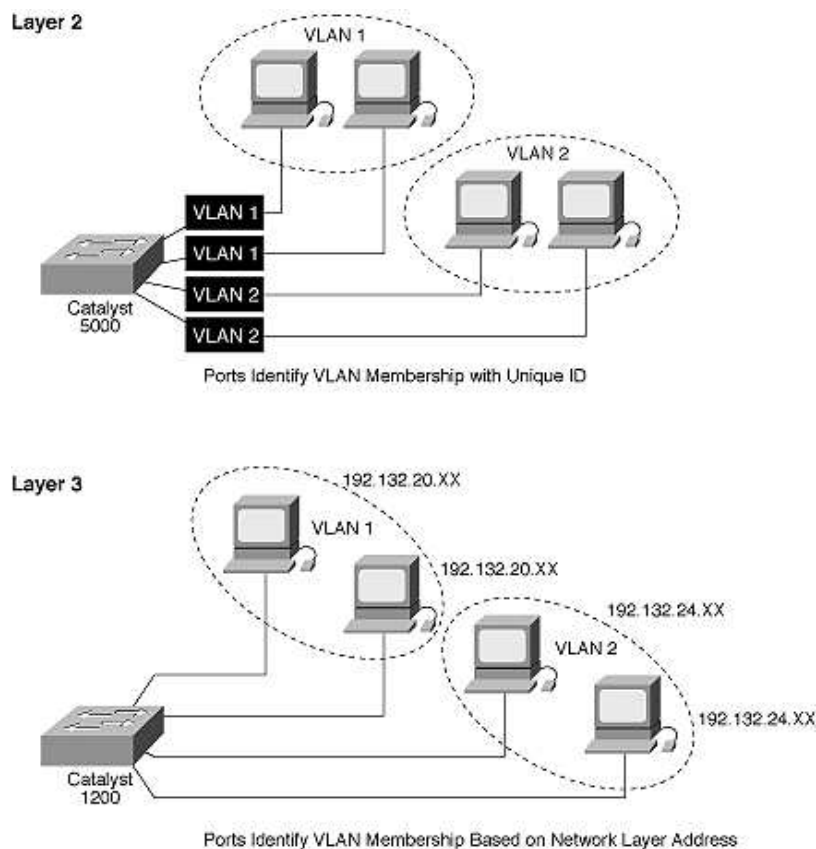 Layer 2
VLAN 1
VLAN 2
VLAN 1
VLAN 1
VLAN 2
VLAN 2
Catalyst
5000
Ports Identify VLAN Membership with Unique ID
Layer 3
192.132.20.XX
VLAN 1
192.132.20.XX
192.132.24.XX
VLAN 2
192.132.24.XX
Catalyst
1200
Ports Identify VLAN Membership Based on Network Layer Address